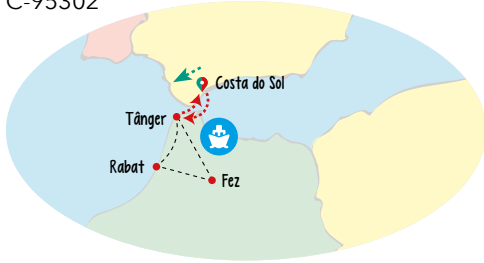 C-95302
Costa do Sol
Tânger
Rabat
Fez